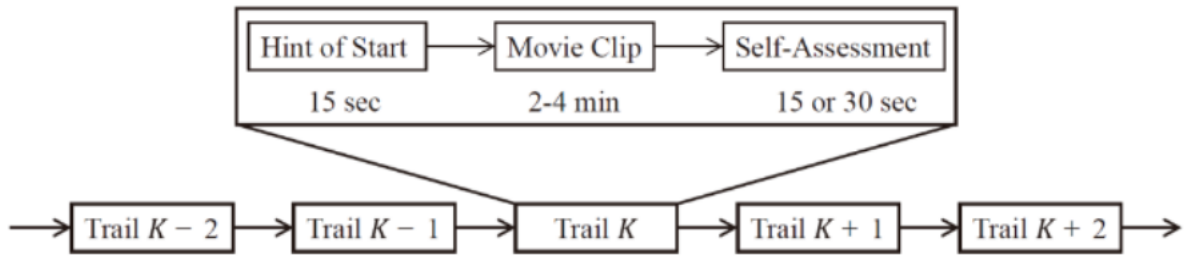 Hint of Start Movie Clip Self-Assessment
15 sec 2-4 min 15 or 30 sec
Trail K − 2 Trail K − 1 Trail K Trail K + 1 Trail K + 2